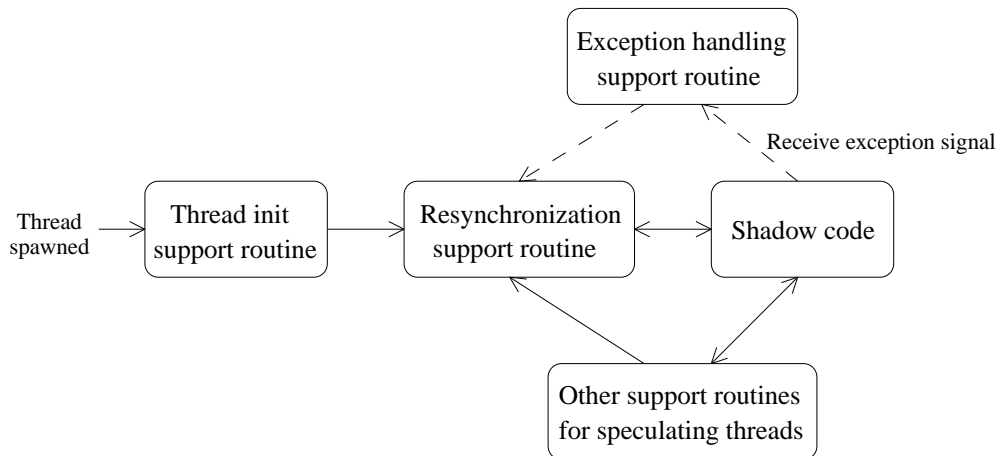 Exception handling
support routine
Receive exception signal
Thread
spawned
Thread init
support routine
Resynchronization
support routine
Shadow code
Other support routines
for speculating threads